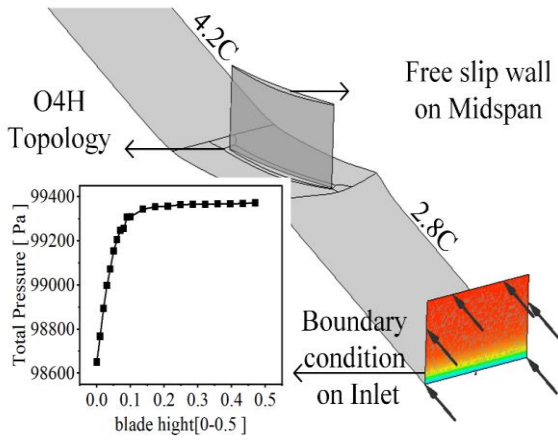 4.2C
Free slip wall
on Midspan
O4H
Topology
2.8C
99400
99200
99000
98800
98600
Total Pressure [ Pa]
0.0 0.1 0.2 0.3 0.4 0.5
blade hight[0-0.5 ]
Boundary
condition
on Inlet